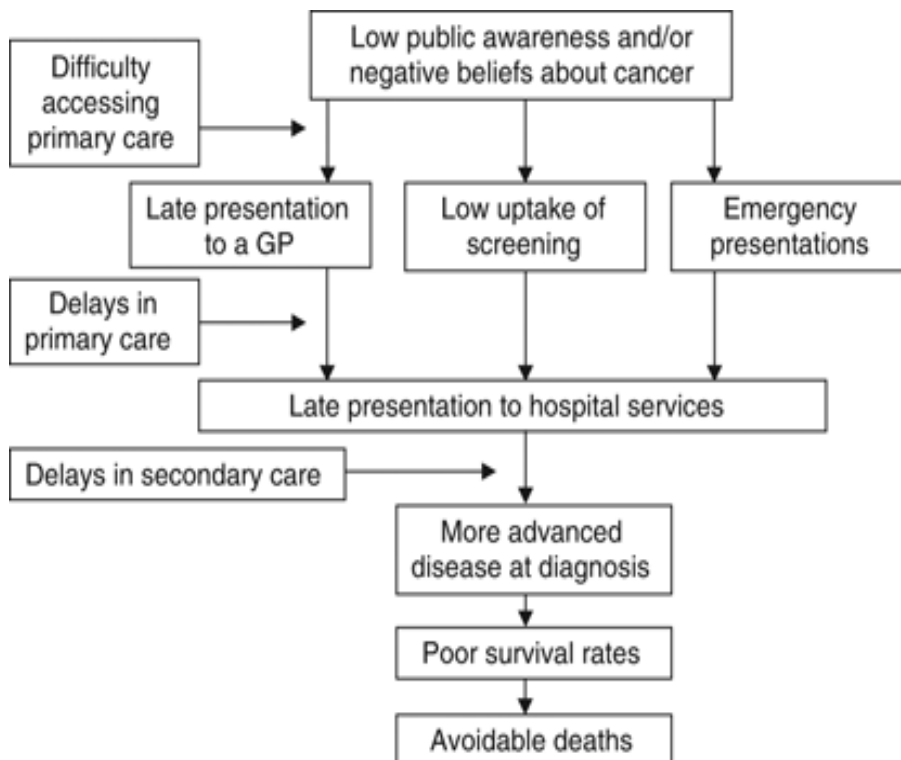 Low public awareness and/or
negative beliefs about cancer
Difficulty
accessing
primary care
Late presentation
to a GP
Low uptake of
screening
Emergency
presentations
Delays in
primary care
Late presentation to hospital services
Delays in secondary care
More advanced
disease at diagnosis
Poor survival rates
Avoidable deaths